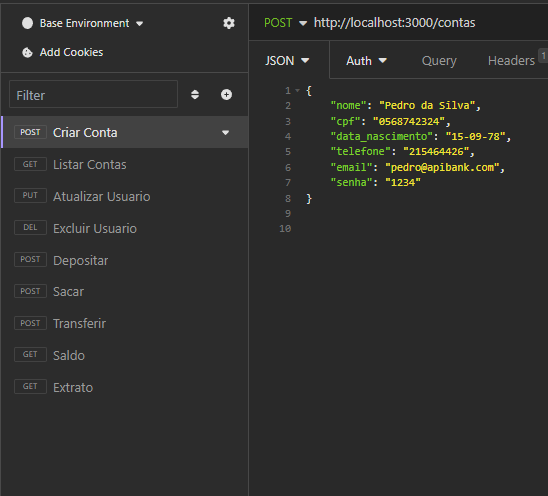 Base Environment
Add Cookies
Filter
POST Criar Conta
GET Listar Contas
PUT Atualizar Usuario
DEL Excluir Usuario
POST Depositar
POST Sacar
POST Transferir
GET Saldo
GET Extrato
POST http://localhost:3000/contas
JSON Auth Query Headers 1
1 {
2 "nome": "Pedro da Silva",
3 "cpf": "0568742324",
4 "data_nascimento": "15-09-78",
5 "telefone": "215464426",
6 "email": "pedro@apibank.com",
7 "senha": "1234"
8 }
9
10